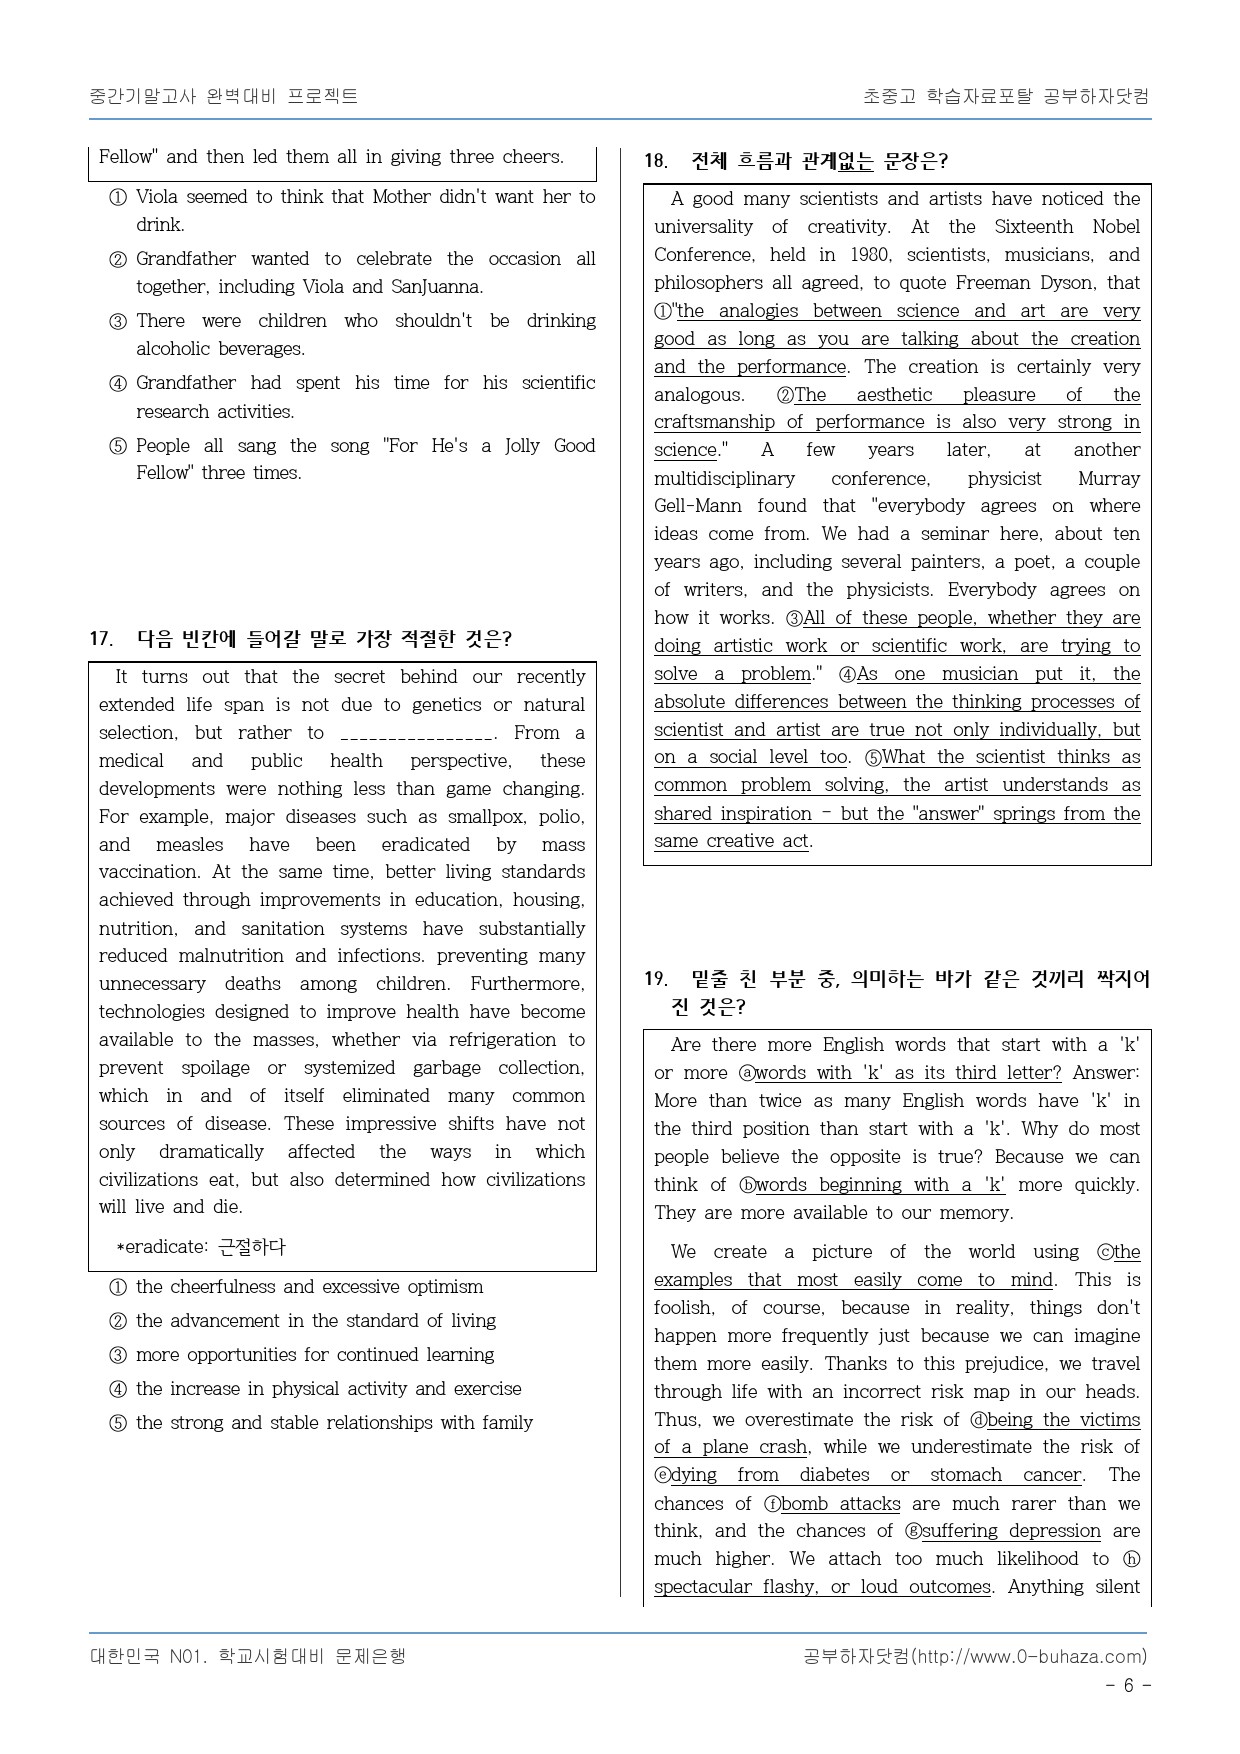 중간기말고사 완벽대비 프로젝트
초중고 학습자료포탈 공부하자닷컴
Fellow" and then led them all in giving three cheers.
① Viola seemed to think that Mother didn't want her to
drink.
② Grandfather wanted to celebrate the occasion all
together, including Viola and SanJuanna.
③ There were children who shouldn't be drinking
alcoholic beverages.
④ Grandfather had spent his time for his scientific
research activities.
⑤ People all sang the song "For He's a Jolly Good
Fellow" three times.
17. 다음 빈칸에 들어갈 말로 가장 적절한 것은?
It turns out that the secret behind our recently
extended life span is not due to genetics or natural
selection, but rather to ________________. From a
medical and public health perspective, these
developments were nothing less than game changing.
For example, major diseases such as smallpox, polio,
and measles have been eradicated by mass
vaccination. At the same time, better living standards
achieved through improvements in education, housing,
nutrition, and sanitation systems have substantially
reduced malnutrition and infections. preventing many
unnecessary deaths among children. Furthermore,
technologies designed to improve health have become
available to the masses, whether via refrigeration to
prevent spoilage or systemized garbage collection,
which in and of itself eliminated many common
sources of disease. These impressive shifts have not
only dramatically affected the ways in which
civilizations eat, but also determined how civilizations
will live and die.
*eradicate: 근절하다
① the cheerfulness and excessive optimism
② the advancement in the standard of living
③ more opportunities for continued learning
④ the increase in physical activity and exercise
⑤ the strong and stable relationships with family
18. 전체 흐름과 관계없는 문장은?
A good many scientists and artists have noticed the
universality of creativity. At the Sixteenth Nobel
Conference, held in 1980, scientists, musicians, and
philosophers all agreed, to quote Freeman Dyson, that
①"the analogies between science and art are very
good as long as you are talking about the creation
and the performance. The creation is certainly very
analogous. ②The aesthetic pleasure of the
craftsmanship of performance is also very strong in
science." A few years later, at another
multidisciplinary conference, physicist Murray
Gell-Mann found that "everybody agrees on where
ideas come from. We had a seminar here, about ten
years ago, including several painters, a poet, a couple
of writers, and the physicists. Everybody agrees on
how it works. ③All of these people, whether they are
doing artistic work or scientific work, are trying to
solve a problem." ④As one musician put it, the
absolute differences between the thinking processes of
scientist and artist are true not only individually, but
on a social level too. ⑤What the scientist thinks as
common problem solving, the artist understands as
shared inspiration - but the "answer" springs from the
same creative act.
19. 밑줄 친 부분 중, 의미하는 바가 같은 것끼리 짝지어
진 것은?
Are there more English words that start with a 'k'
or more ⓐwords with 'k' as its third letter? Answer:
More than twice as many English words have 'k' in
the third position than start with a 'k'. Why do most
people believe the opposite is true? Because we can
think of ⓑwords beginning with a 'k' more quickly.
They are more available to our memory.
We create a picture of the world using ⓒthe
examples that most easily come to mind. This is
foolish, of course, because in reality, things don't
happen more frequently just because we can imagine
them more easily. Thanks to this prejudice, we travel
through life with an incorrect risk map in our heads.
Thus, we overestimate the risk of ⓓbeing the victims
of a plane crash, while we underestimate the risk of
ⓔdying from diabetes or stomach cancer. The
chances of ⓕbomb attacks are much rarer than we
think, and the chances of ⓖsuffering depression are
much higher. We attach too much likelihood to ⓗ
spectacular flashy, or loud outcomes. Anything silent
대한민국 N01. 학교시험대비 문제은행
공부하자닷컴(http://www.0-buhaza.com)
- 6 -